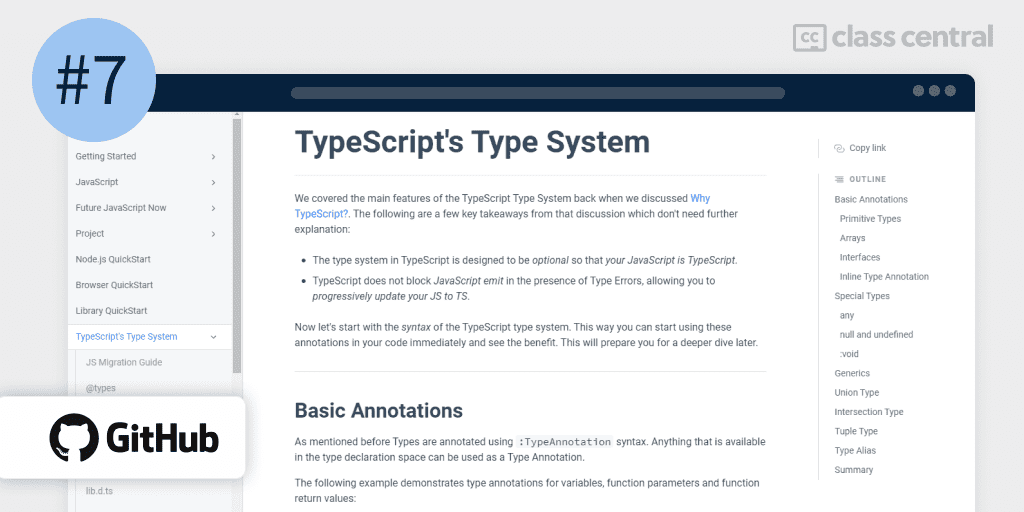 #7
class central
Getting Started
JavaScript
Future JavaScript Now
Project
Node.js QuickStart
Browser QuickStart
Library QuickStart
TypeScript's Type System
JS Migration Guide
@types
GitHub
lib.d.ts
TypeScript's Type System
We covered the main features of the TypeScript Type System back when we discussed Why
TypeScript?. The following are a few key takeaways from that discussion which don't need further
explanation:
• The type system in TypeScript is designed to be optional so that your JavaScript is TypeScript.
• TypeScript does not block JavaScript emit in the presence of Type Errors, allowing you to
progressively update your JS to TS.
Now let's start with the syntax of the TypeScript type system. This way you can start using these
annotations in your code immediately and see the benefit. This will prepare you for a deeper dive later.
Basic Annotations
As mentioned before Types are annotated using :TypeAnnotation syntax. Anything that is available
in the type declaration space can be used as a Type Annotation.
The following example demonstrates type annotations for variables, function parameters and function
return values:
Copy link
OUTLINE
Basic Annotations
Primitive Types
Arrays
Interfaces
Inline Type Annotation
Special Types
any
null and undefined
:void
Generics
Union Type
Intersection Type
Tuple Type
Type Alias
Summary